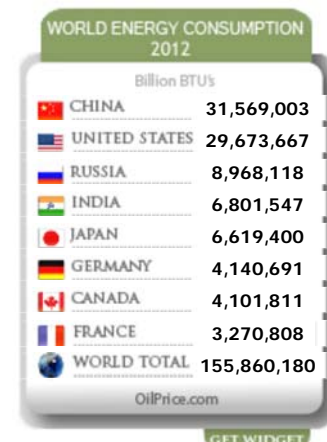 WORLD ENERGY CONSUMPTION
2012
Billion BTU's
CHINA 31,569,003
UNITED STATES 29,673,667
RUSSIA 8,968,118
INDIA 6,801,547
JAPAN 6,619,400
GERMANY 4,140,691
CANADA 4,101,811
FRANCE 3,270,808
WORLD TOTAL 155,860,180
OilPrice.com
GET WIDGET